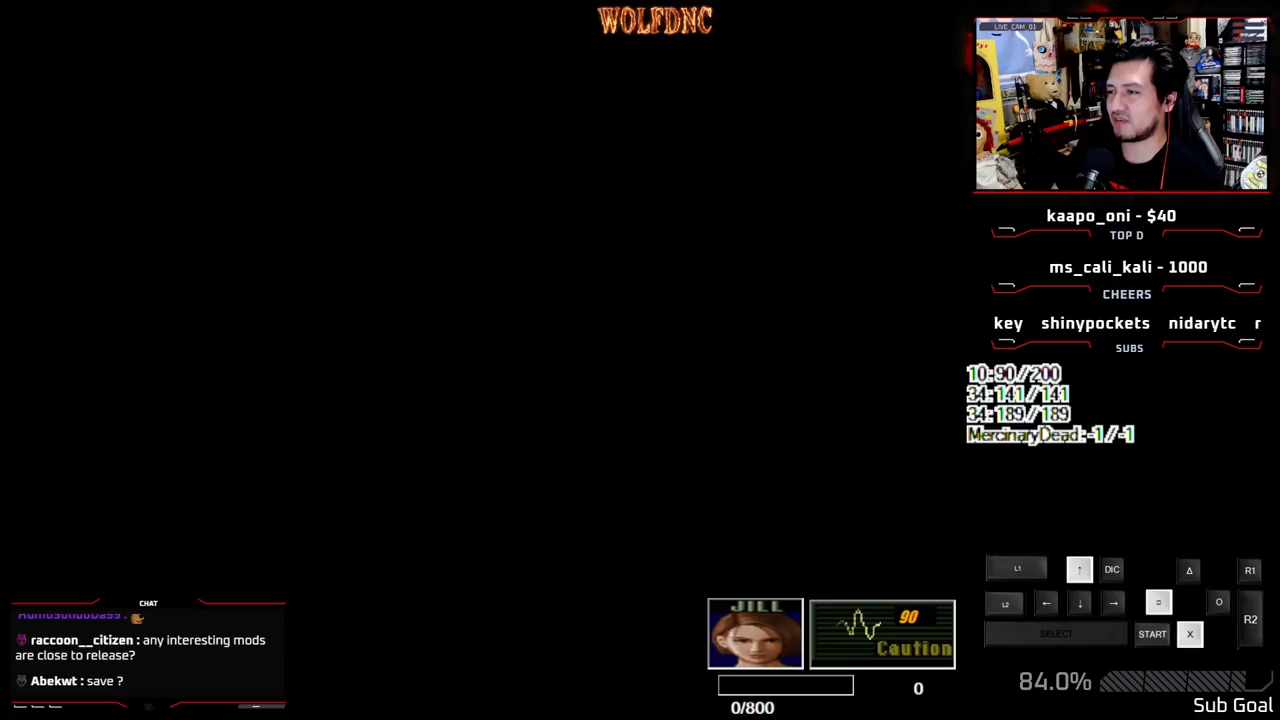 WOLFDNC
LIVE CAM_01
kaapo_oni - $40
TOP D
ms_cali_kali - 1000
CHEERS
key shinypockets nidarytc r
SUBS
10:90/200
34:141/141
34:189/189
MercinaryDead:-1/-1
L1 ↑ DIC Δ R1
L2 ← ↓ → □ O R2
SELECT START X
JILL
90
Caution
0
0/800
84.0%
Sub Goal
CHAT
raccoon__citizen : any interesting mods
are close to release?
Abekwt : save ?